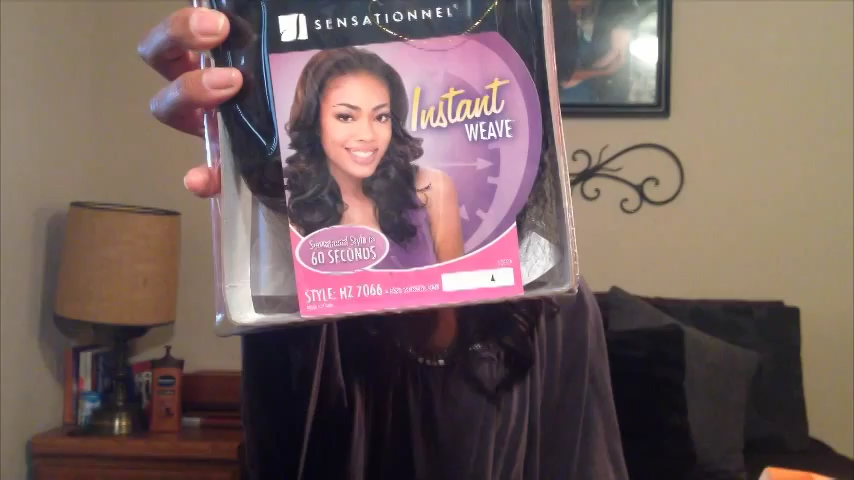 SENSATIONNEL
Instant
WEAVE
Sensational Style in
60 SECONDS
STYLE: HZ 7066